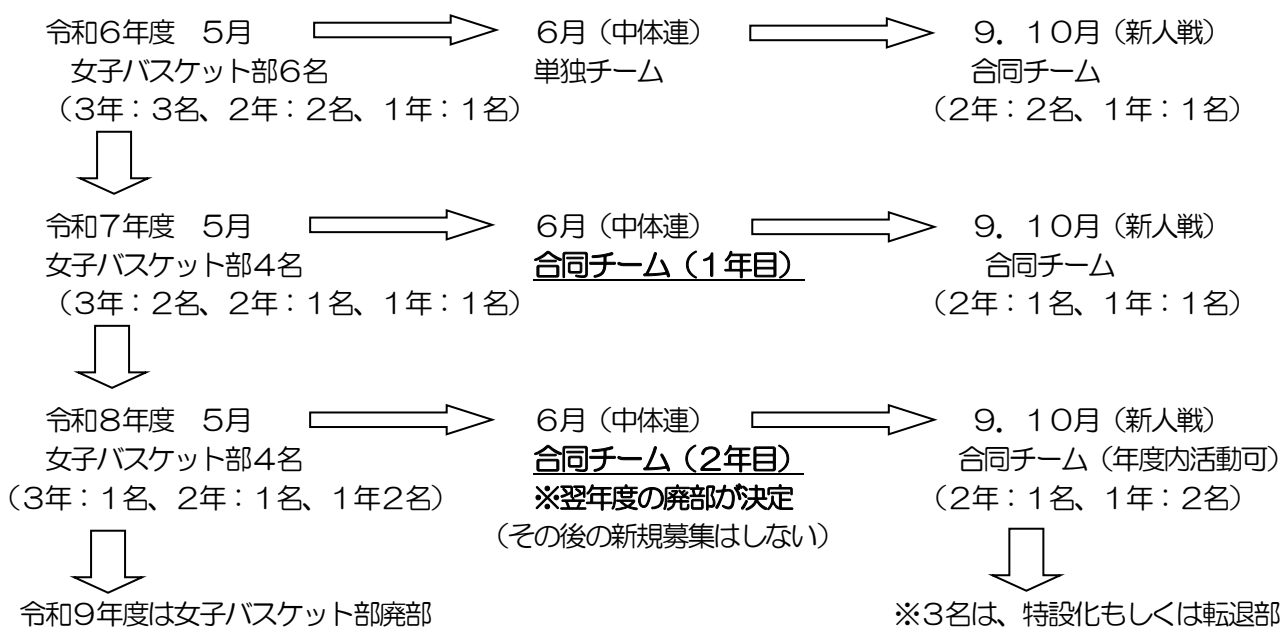 令和6年度 5月 6月（中体連） 9．10月（新人戦）
女子バスケット部6名 単独チーム 合同チーム
（3年：3名、2年：2名、1年：1名） （2年：2名、1年：1名）
令和7年度 5月 6月（中体連） 9．10月（新人戦）
女子バスケット部4名 合同チーム（1年目） 合同チーム
（3年：2名、2年：1名、1年：1名） （2年：1名、1年：1名）
令和8年度 5月 6月（中体連） 9．10月（新人戦）
女子バスケット部4名 合同チーム（2年目） 合同チーム（年度内活動可）
（3年：1名、2年：1名、1年2名） ※翌年度の廃部が決定 （2年：1名、1年：2名）
（その後の新規募集はしない）
令和9年度は女子バスケット部廃部 ※3名は、特設化もしくは転退部